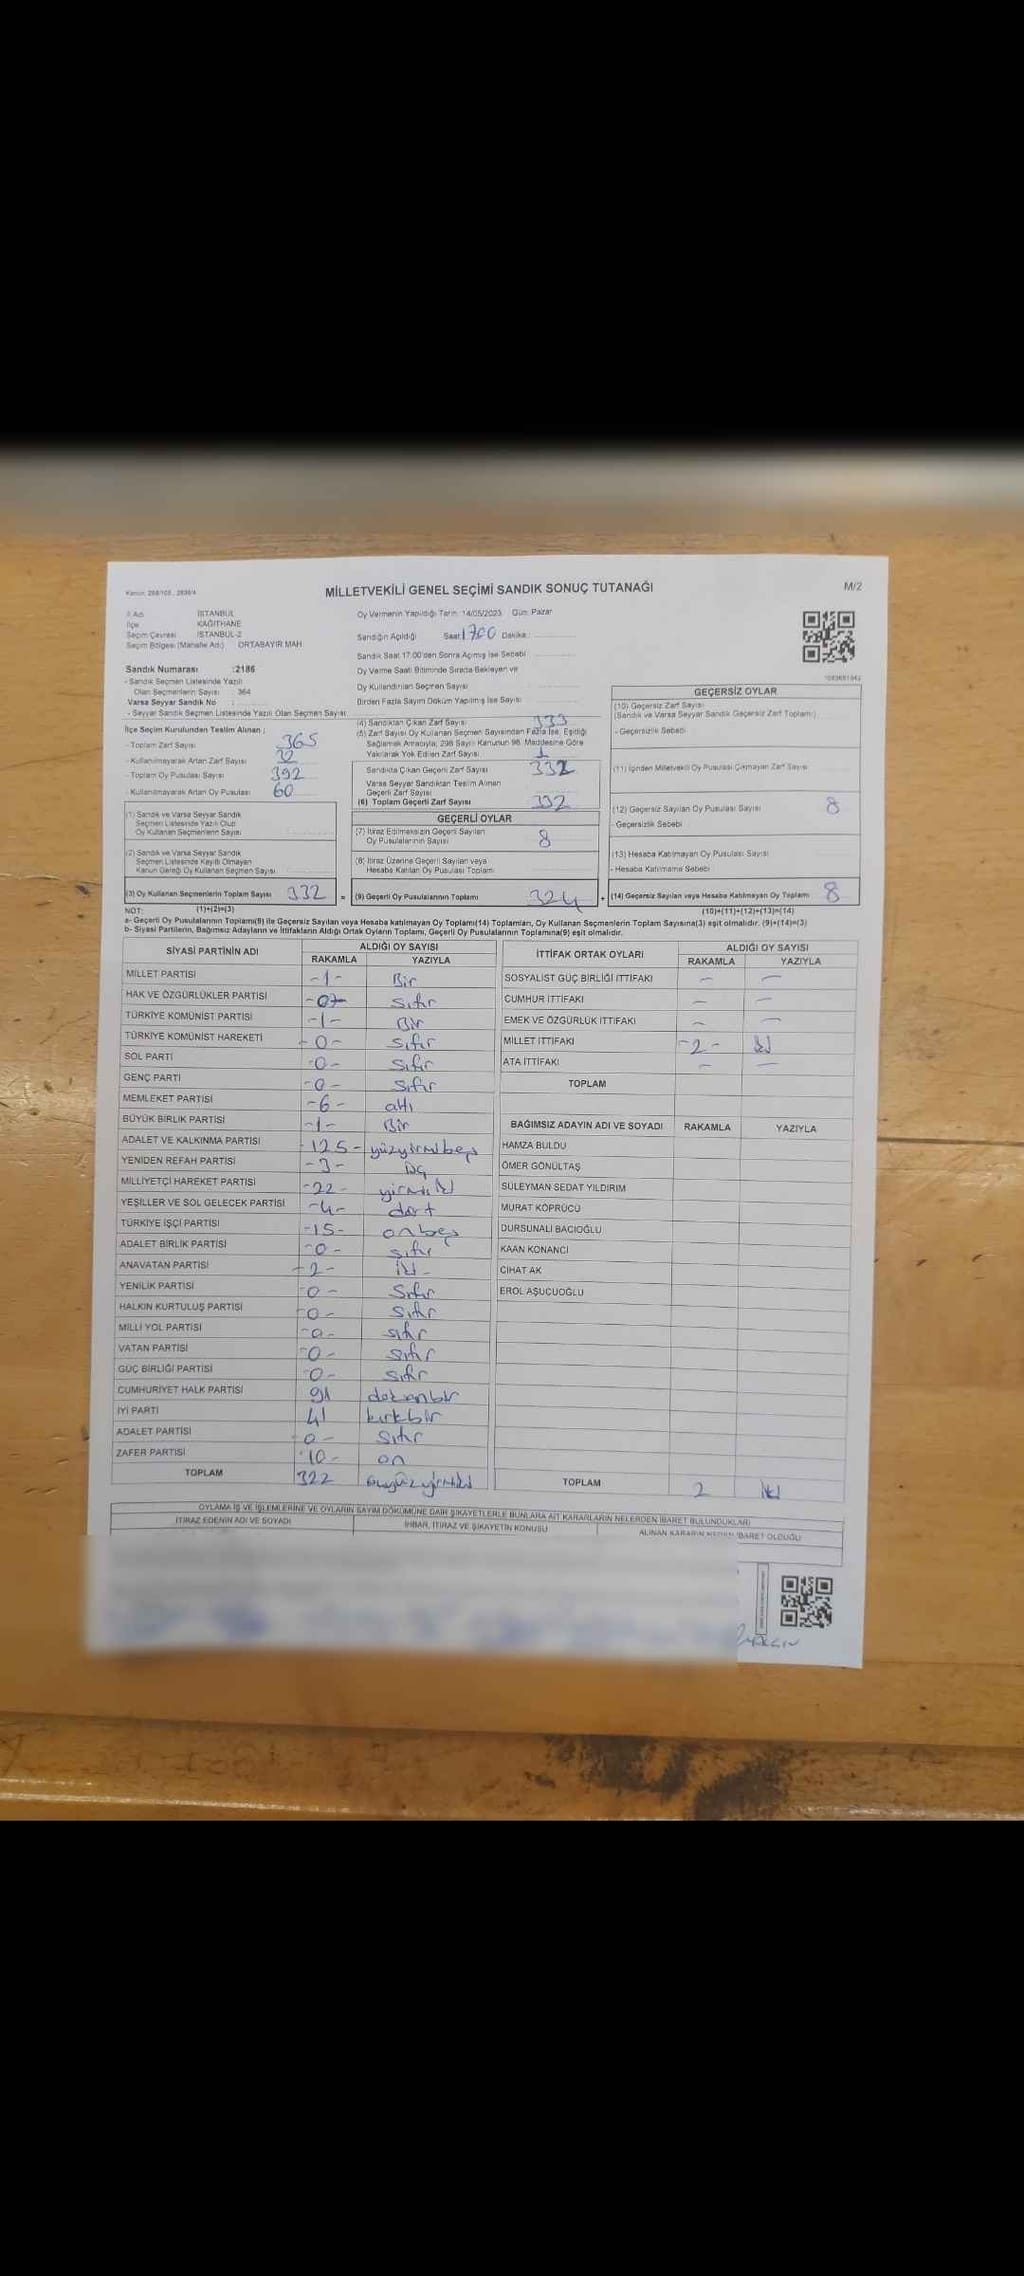 Kanun: 298/105, 2839/4
MİLLETVEKİLİ GENEL SEÇİMİ SANDIK SONUÇ TUTANAĞI
M/2
İl Adı İSTANBUL
İlçe KAĞITHANE
Seçim Çevresi İSTANBUL-2
Seçim Bölgesi (Mahalle Adı) ORTABAYIR MAH
Oy Vermenin Yapıldığı Tarih: 14/05/2023 Gün: Pazar
Sandığın Açıldığı Saat 1700 Dakika:
Sandık Saat 17:00'den Sonra Açılmış İse Sebebi
Oy Verme Saati Bitiminde Sırada Bekleyen ve
Oy Kullandırılan Seçmen Sayısı
Birden Fazla Sayım Döküm Yapılmış İse Sayısı
Sandık Numarası :2186
- Sandık Seçmen Listesinde Yazılı
Olan Seçmenlerin Sayısı : 364
Varsa Seyyar Sandık No
- Seyyar Sandık Seçmen Listesinde Yazılı Olan Seçmen Sayısı
İlçe Seçim Kurulundan Teslim Alınan :
- Toplam Zarf Sayısı 365
- Kullanılmayarak Artan Zarf Sayısı 32
- Toplam Oy Pusulası Sayısı 392
- Kullanılmayarak Artan Oy Pusulası 60
(4) Sandıktan Çıkan Zarf Sayısı 333
(5) Zarf Sayısı Oy Kullanan Seçmen Sayısından Fazla İse, Eşitliği
Sağlamak Amacıyla, 298 Sayılı Kanunun 98. Maddesine Göre
Yakılarak Yok Edilen Zarf Sayısı 1
Sandıkta Çıkan Geçerli Zarf Sayısı 332
Varsa Seyyar Sandıktan Teslim Alınan
Geçerli Zarf Sayısı
(6) Toplam Geçerli Zarf Sayısı 332
GEÇERSİZ OYLAR
(10) Geçersiz Zarf Sayısı
(Sandık ve Varsa Seyyar Sandık Geçersiz Zarf Toplamı)
- Geçersizlik Sebebi
(11) İçinden Milletvekili Oy Pusulası Çıkmayan Zarf Sayısı
(12) Geçersiz Sayılan Oy Pusulası Sayısı 8
- Geçersizlik Sebebi
(13) Hesaba Katılmayan Oy Pusulası Sayısı
- Hesaba Katılmama Sebebi
(1) Sandık ve Varsa Seyyar Sandık
Seçmen Listesinde Yazılı Olup
Oy Kullanan Seçmenlerin Sayısı
(2) Sandık ve Varsa Seyyar Sandık
Seçmen Listesinde Kayıtlı Olmayan
Kanun Gereği Oy Kullanan Seçmen Sayısı
GEÇERLİ OYLAR
(7) İtiraz Edilmeksizin Geçerli Sayılan
Oy Pusulalarının Sayısı 8
(8) İtiraz Üzerine Geçerli Sayılan veya
Hesaba Katılan Oy Pusulası Toplamı
(3) Oy Kullanan Seçmenlerin Toplam Sayısı 332 = (9) Geçerli Oy Pusulalarının Toplamı 324 + (14) Geçersiz Sayılan veya Hesaba Katılmayan Oy Toplamı 8
NOT: (1)+(2)=(3) (10)+(11)+(12)+(13)=(14)
a- Geçerli Oy Pusulalarının Toplamı(9) ile Geçersiz Sayılan veya Hesaba katılmayan Oy Toplamı(14) Toplamları, Oy Kullanan Seçmenlerin Toplam Sayısına(3) eşit olmalıdır. (9)+(14)=(3)
b- Siyasi Partilerin, Bağımsız Adayların ve İttifakların Aldığı Ortak Oyların Toplamı, Geçerli Oy Pusulalarının Toplamına(9) eşit olmalıdır.
SİYASİ PARTİNİN ADI ALDIĞI OY SAYISI
RAKAMLA YAZIYLA
MİLLET PARTİSİ -1- Bir
HAK VE ÖZGÜRLÜKLER PARTİSİ -0- sıfır
TÜRKİYE KOMÜNİST PARTİSİ -1- Bir
TÜRKİYE KOMÜNİST HAREKETİ -0- sıfır
SOL PARTİ -0- sıfır
GENÇ PARTİ -0- sıfır
MEMLEKET PARTİSİ -6- altı
BÜYÜK BİRLİK PARTİSİ -1- Bir
ADALET VE KALKINMA PARTİSİ -125- yüzyirmibeş
YENİDEN REFAH PARTİSİ -3- üç
MİLLİYETÇİ HAREKET PARTİSİ -22- yirmiiki
YEŞİLLER VE SOL GELECEK PARTİSİ -4- dört
TÜRKİYE İŞÇİ PARTİSİ -15- onbeş
ADALET BİRLİK PARTİSİ -0- sıfır
ANAVATAN PARTİSİ -2- iki
YENİLİK PARTİSİ -0- sıfır
HALKIN KURTULUŞ PARTİSİ -0- sıfır
MİLLİ YOL PARTİSİ -0- sıfır
VATAN PARTİSİ -0- sıfır
GÜÇ BİRLİĞİ PARTİSİ -0- sıfır
CUMHURİYET HALK PARTİSİ 91 doksanbir
İYİ PARTİ 41 kırkbir
ADALET PARTİSİ 0- sıfır
ZAFER PARTİSİ -10- on
TOPLAM 322 üçyüzyirmiiki
İTTİFAK ORTAK OYLARI ALDIĞI OY SAYISI
RAKAMLA YAZIYLA
SOSYALİST GÜÇ BİRLİĞİ İTTİFAKI - -
CUMHUR İTTİFAKI - -
EMEK VE ÖZGÜRLÜK İTTİFAKI - -
MİLLET İTTİFAKI -2- iki
ATA İTTİFAKI - -
TOPLAM
BAĞIMSIZ ADAYIN ADI VE SOYADI RAKAMLA YAZIYLA
HAMZA BULDU
ÖMER GÖNÜLTAŞ
SÜLEYMAN SEDAT YILDIRIM
MURAT KÖPRÜCÜ
DURSUNALİ BACIOĞLU
KAAN KONANCI
CİHAT AK
EROL AŞUCUOĞLU
TOPLAM 2 iki
OYLAMA İŞ VE İŞLEMLERİNE VE OYLARIN SAYIM DÖKÜMÜNE DAİR ŞİKAYETLERLE BUNLARA AİT KARARLARIN NELERDEN İBARET BULUNDUKLARI
İTİRAZ EDENİN ADI VE SOYADI İHBAR, İTİRAZ VE ŞİKAYETİN KONUSU ALINAN KARARIN NEDEN İBARET OLDUĞU